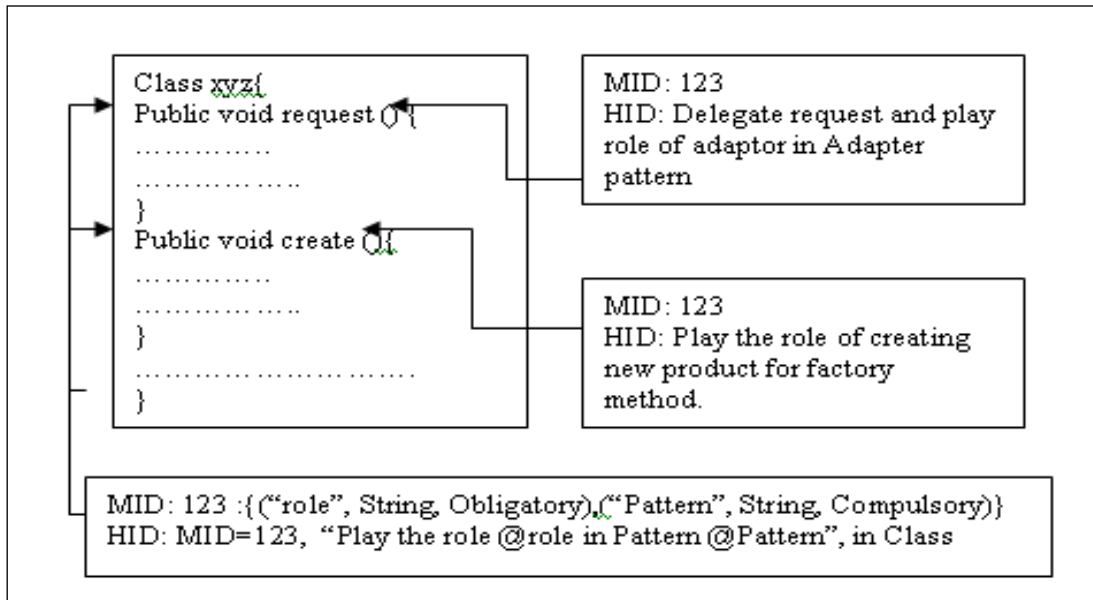 Class xyz{
Public void request () {
…………..
……………..
}
Public void create (){
…………..
……………..
}
……………………….
}
MID: 123
HID: Delegate request and play
role of adaptor in Adapter
pattern
MID: 123
HID: Play the role of creating
new product for factory
method.
MID: 123 :{(“role”, String, Obligatory),(“Pattern”, String, Compulsory)}
HID: MID=123, “Play the role @role in Pattern @Pattern”, in Class